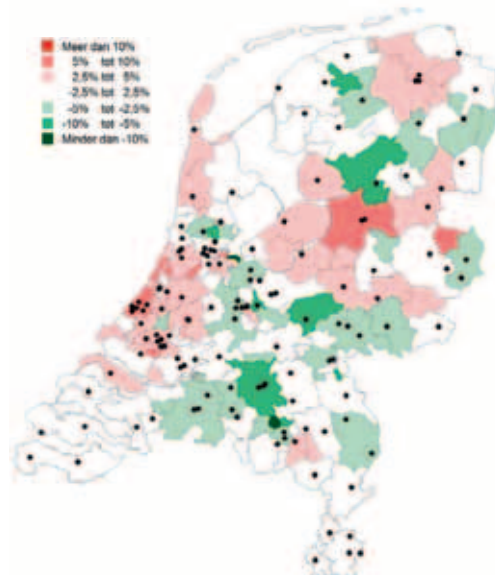 Meer dan 10%
5% tot 10%
2,5% tot 5%
-2,5% tot 2,5%
-5% tot -2,5%
-10% tot -5%
Minder dan -10%